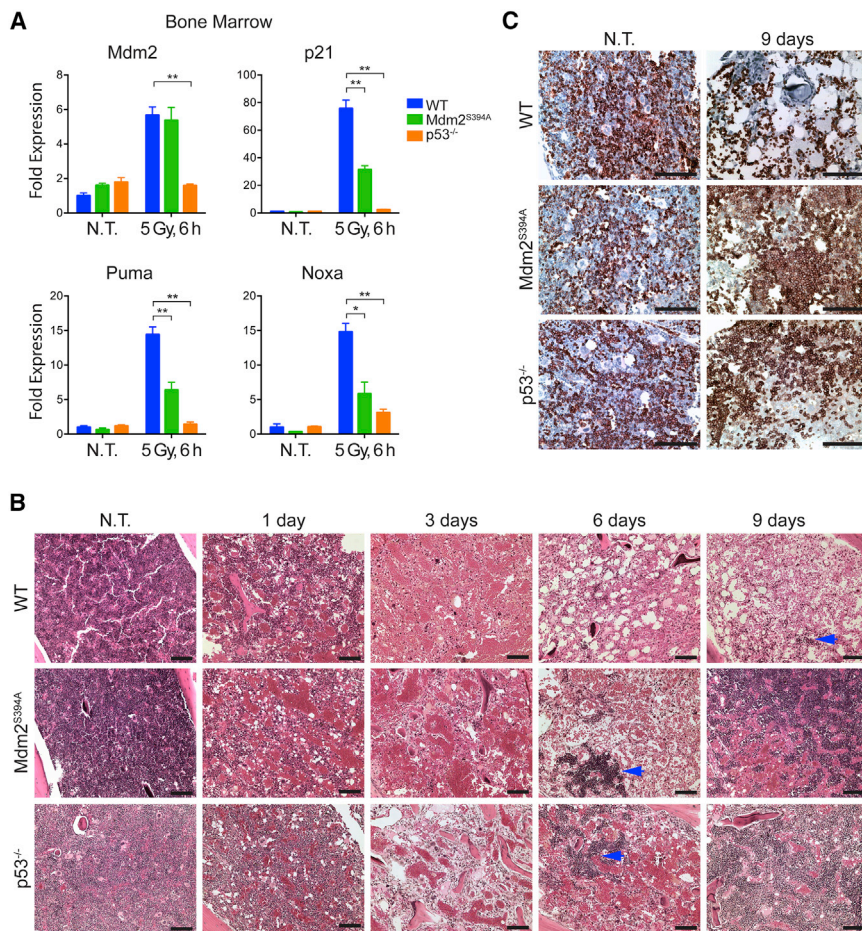 A
Bone Marrow
Mdm2
Fold Expression
8
6
4
2
0
**
N.T.
5 Gy, 6 h
p21
100
80
60
40
20
0
**
**
N.T.
5 Gy, 6 h
WT
Mdm2S394A
p53-/-
Puma
Fold Expression
20
15
10
5
0
**
**
N.T.
5 Gy, 6 h
Noxa
20
15
10
5
0
**
*
N.T.
5 Gy, 6 h
C
N.T.
9 days
WT
Mdm2S394A
p53-/-
B
N.T.
1 day
3 days
6 days
9 days
WT
Mdm2S394A
p53-/-